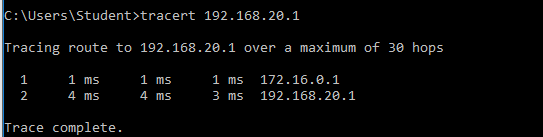 C:\Users\Student>tracert 192.168.20.1
Tracing route to 192.168.20.1 over a maximum of 30 hops
1 1 ms 1 ms 1 ms 172.16.0.1
2 4 ms 4 ms 3 ms 192.168.20.1
Trace complete.